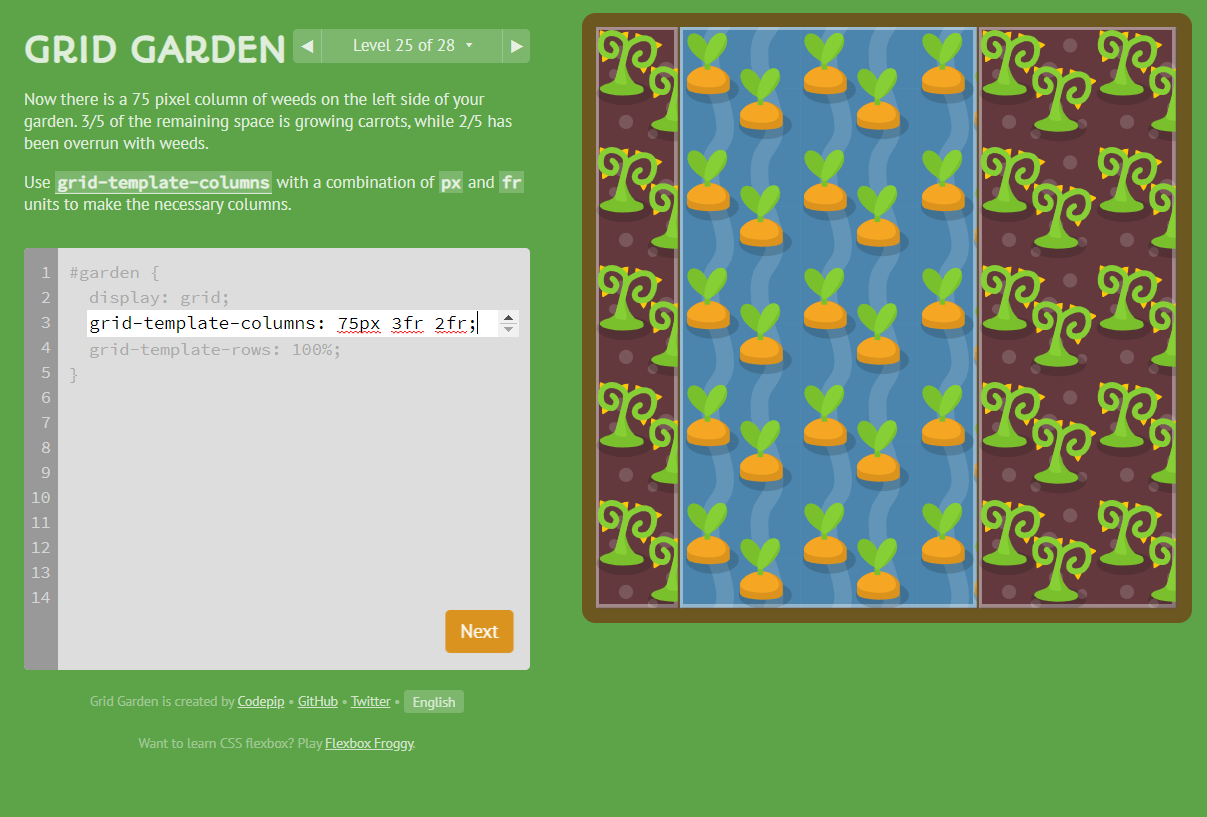 GRID GARDEN
◀ Level 25 of 28 ▾ ▶
Now there is a 75 pixel column of weeds on the left side of your
garden. 3/5 of the remaining space is growing carrots, while 2/5 has
been overrun with weeds.
Use grid-template-columns with a combination of px and fr
units to make the necessary columns.
1 #garden {
2 display: grid;
3 grid-template-columns: 75px 3fr 2fr;
4 grid-template-rows: 100%;
5 }
6
7
8
9
10
11
12
13
14
Next
Grid Garden is created by Codepip • GitHub • Twitter • English
Want to learn CSS flexbox? Play Flexbox Froggy.